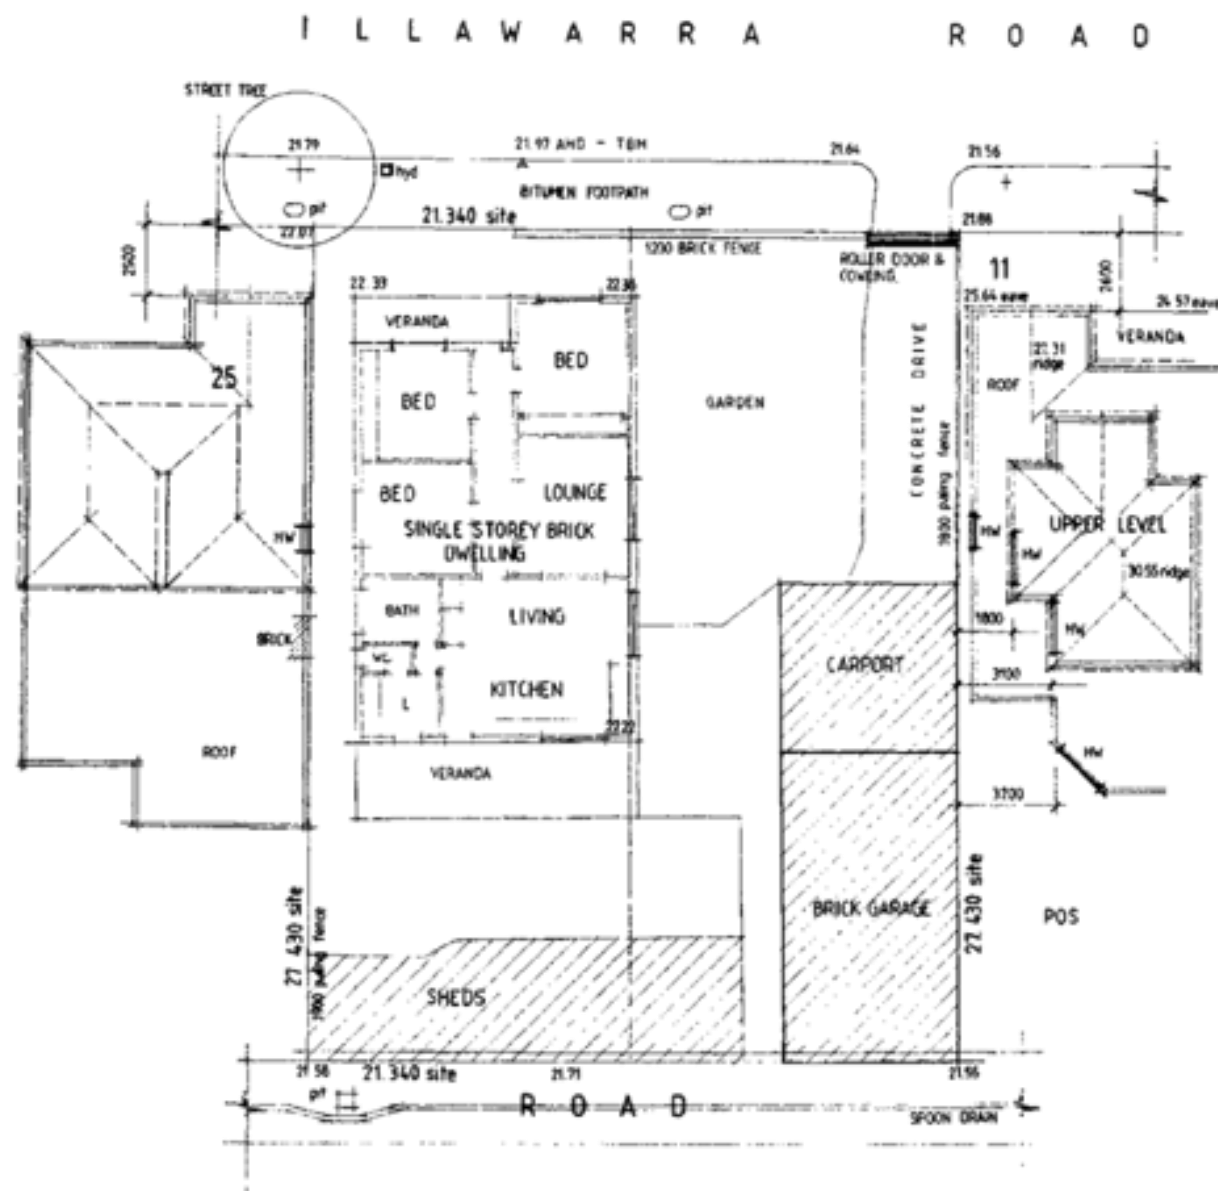 ILLAWARRA ROAD
STREET TREE
21.79
21.97 AHD - TBM
21.64
21.56
hyd
BITUMEN FOOTPATH
pit
pit
21.340 site
22.07
21.88
1200 BRICK FENCE
ROLLER DOOR &
COWLING,
11
2500
2600
22.39
22.36
25.64 eave
24.57 eave
VERANDA
VERANDA
BED
27.31
ridge
25
BED
GARDEN
ROOF
CONCRETE DRIVE
1800 paling fence
BED
LOUNGE
SINGLE STOREY BRICK
DWELLING
HW
HW
HW
UPPER LEVEL
30.55 ridge
BATH
LIVING
BRICK
1800
HW
WC
CARPORT
3100
KITCHEN
L
22.22
ROOF
VERANDA
HW
3700
27.430 site
1800 paling fence
BRICK GARAGE
27.430 site
POS
SHEDS
21.58
21.340 site
21.71
21.55
pit
ROAD
SPOON DRAIN